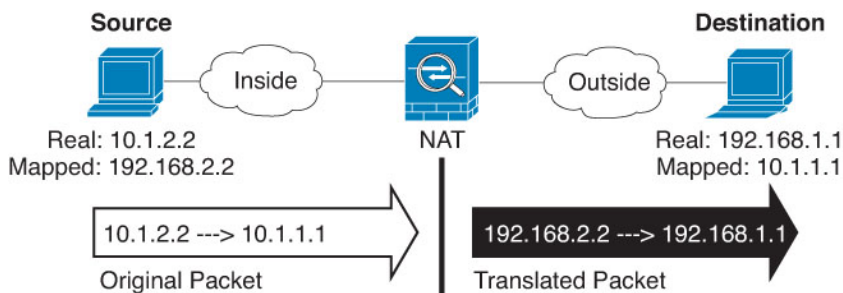 Source
Destination
Inside
Outside
Real: 10.1.2.2
Mapped: 192.168.2.2
NAT
Real: 192.168.1.1
Mapped: 10.1.1.1
10.1.2.2 ---> 10.1.1.1
192.168.2.2 ---> 192.168.1.1
Original Packet
Translated Packet